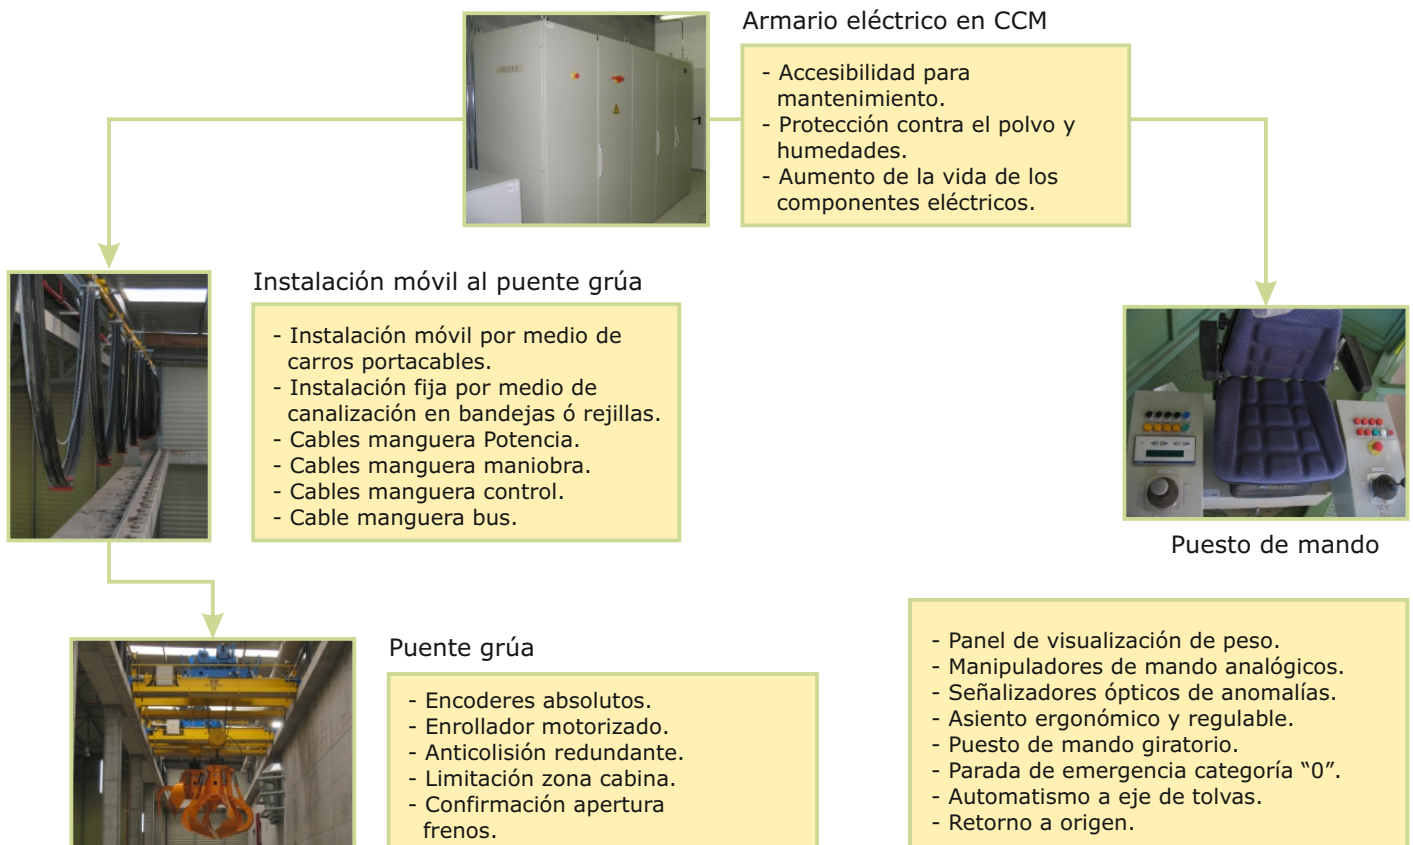 Armario eléctrico en CCM
- Accesibilidad para
mantenimiento.
- Protección contra el polvo y
humedades.
- Aumento de la vida de los
componentes eléctricos.
Instalación móvil al puente grúa
- Instalación móvil por medio de
carros portacables.
- Instalación fija por medio de
canalización en bandejas ó rejillas.
- Cables manguera Potencia.
- Cables manguera maniobra.
- Cables manguera control.
- Cable manguera bus.
Puesto de mando
Puente grúa
- Encoderes absolutos.
- Enrollador motorizado.
- Anticolisión redundante.
- Limitación zona cabina.
- Confirmación apertura
frenos.
- Panel de visualización de peso.
- Manipuladores de mando analógicos.
- Señalizadores ópticos de anomalías.
- Asiento ergonómico y regulable.
- Puesto de mando giratorio.
- Parada de emergencia categoría “0”.
- Automatismo a eje de tolvas.
- Retorno a origen.